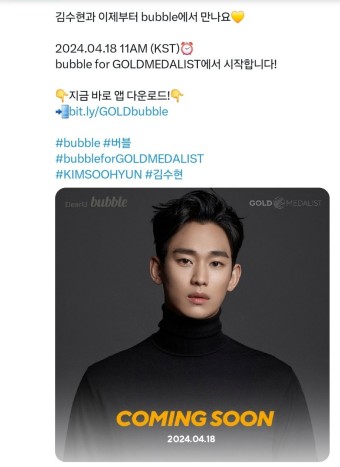 김수현과 이제부터 bubble에서 만나요💛
2024.04.18 11AM (KST)⏰
bubble for GOLDMEDALIST에서 시작합니다!
👇지금 바로 앱 다운로드!👇
📲bit.ly/GOLDbubble
#bubble #버블
#bubbleforGOLDMEDALIST
#KIMSOOHYUN #김수현
DearU bubble
GOLD MEDALIST
COMING SOON
2024.04.18